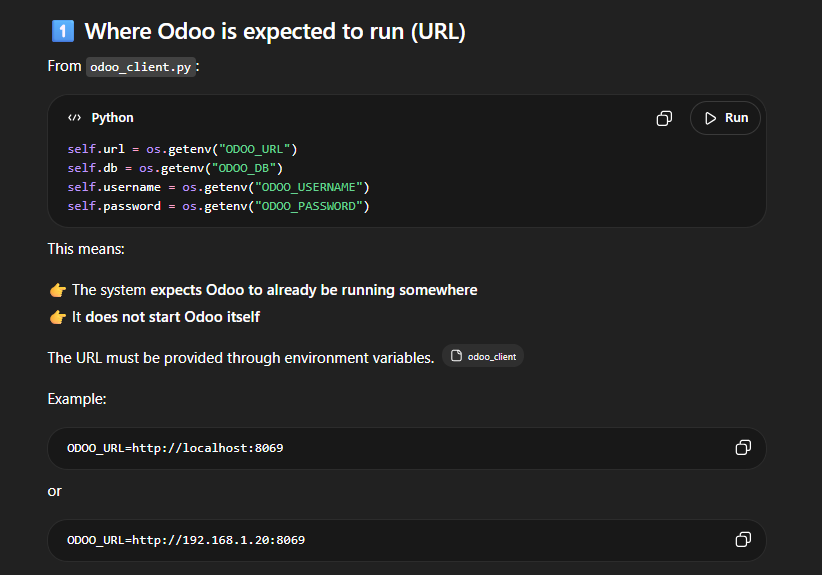 1️⃣ Where Odoo is expected to run (URL)
From odoo_client.py:
</> Python
Run
self.url = os.getenv("ODOO_URL")
self.db = os.getenv("ODOO_DB")
self.username = os.getenv("ODOO_USERNAME")
self.password = os.getenv("ODOO_PASSWORD")
This means:
👉 The system expects Odoo to already be running somewhere
👉 It does not start Odoo itself
The URL must be provided through environment variables. odoo_client
Example:
ODOO_URL=http://localhost:8069
or
ODOO_URL=http://192.168.1.20:8069